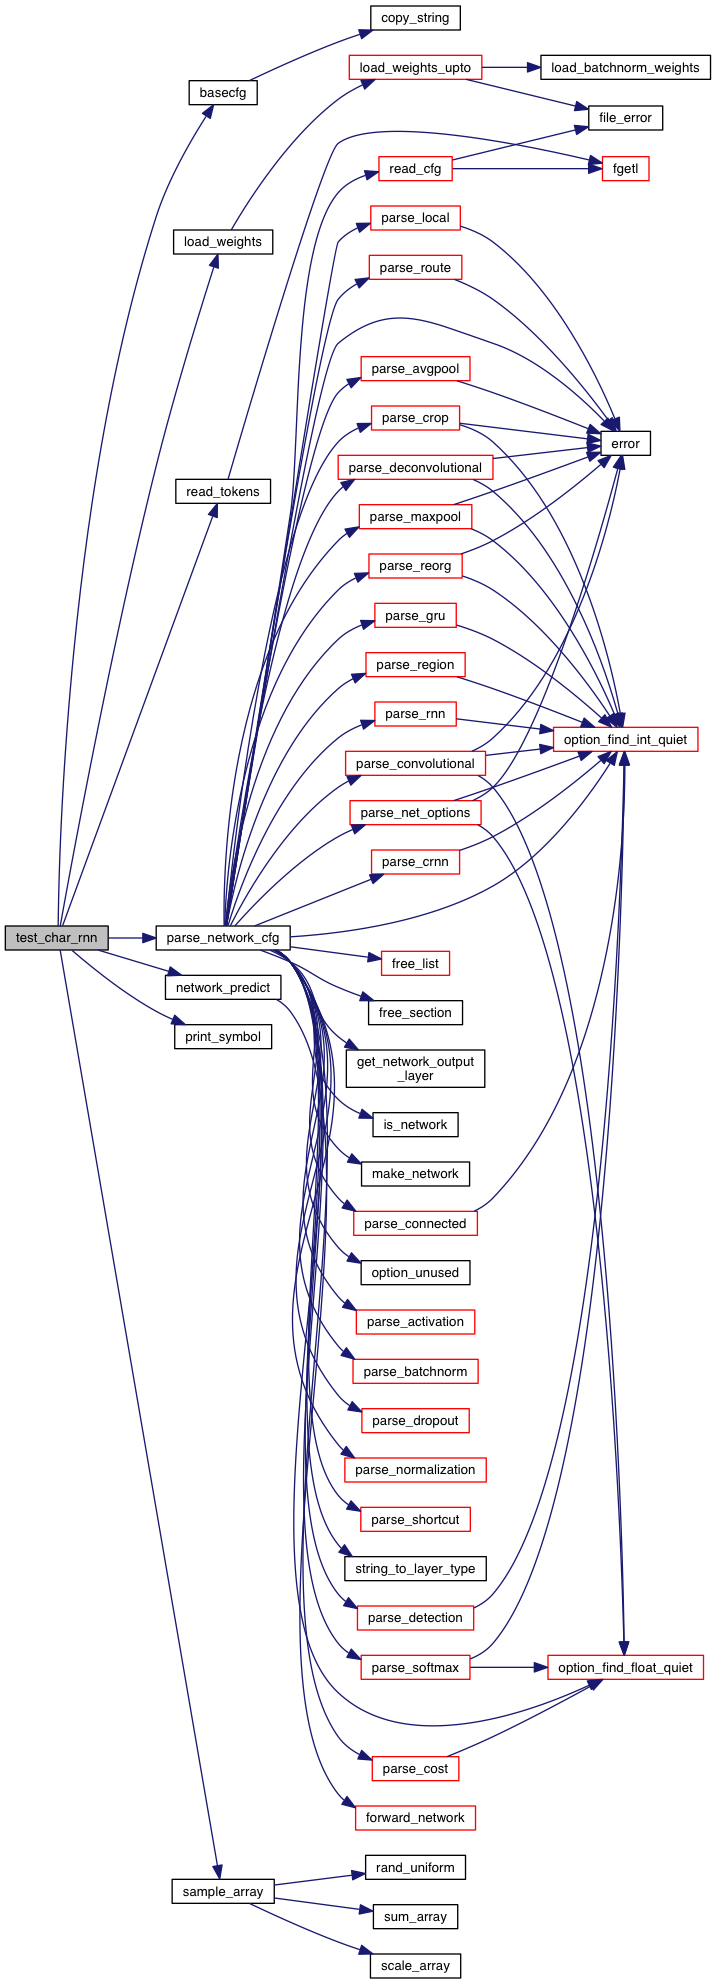 copy_string
load_weights_upto
load_batchnorm_weights
basecfg
file_error
read_cfg
fgetl
parse_local
load_weights
parse_route
parse_avgpool
parse_crop
error
parse_deconvolutional
read_tokens
parse_maxpool
parse_reorg
parse_gru
parse_region
parse_rnn
option_find_int_quiet
parse_convolutional
parse_net_options
parse_crnn
test_char_rnn
parse_network_cfg
free_list
network_predict
free_section
print_symbol
get_network_output
_layer
is_network
make_network
parse_connected
option_unused
parse_activation
parse_batchnorm
parse_dropout
parse_normalization
parse_shortcut
string_to_layer_type
parse_detection
parse_softmax
option_find_float_quiet
parse_cost
forward_network
rand_uniform
sample_array
sum_array
scale_array